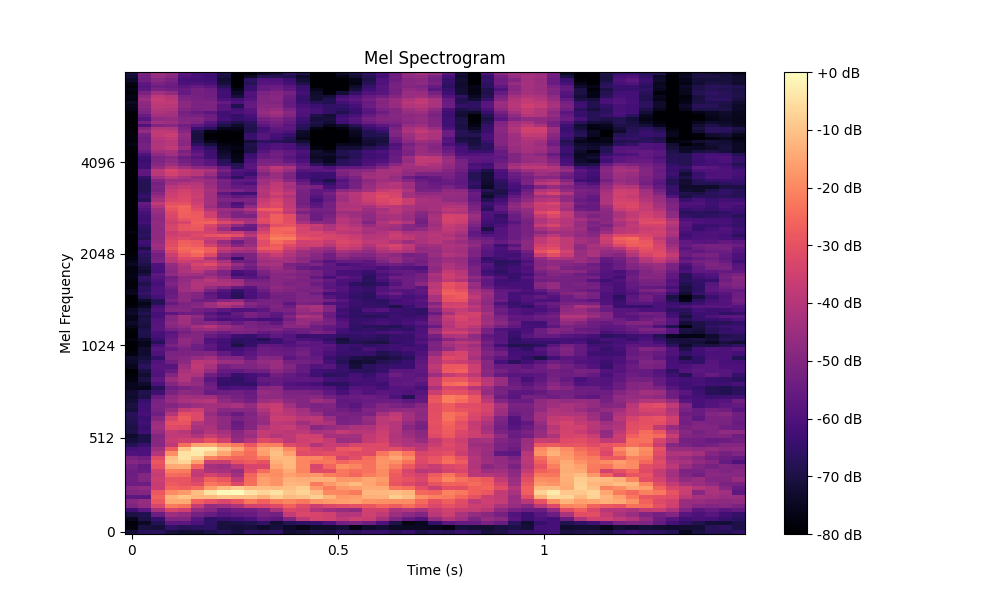 Mel Spectrogram
Mel Frequency
4096
2048
1024
512
0
0
0.5
1
Time (s)
+0 dB
-10 dB
-20 dB
-30 dB
-40 dB
-50 dB
-60 dB
-70 dB
-80 dB